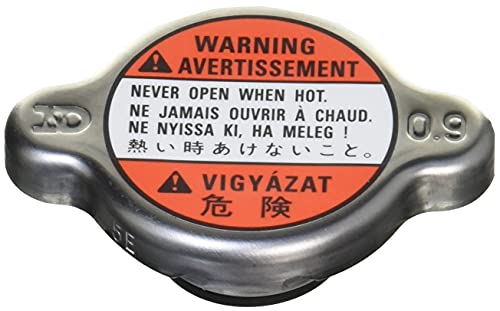 WARNING
AVERTISSEMENT
NEVER OPEN WHEN HOT.
NE JAMAIS OUVRIR À CHAUD.
NE NYISSA KI, HA MELEG !
熱い時あけないこと。
VIGYÁZAT
危険
0.9
5E